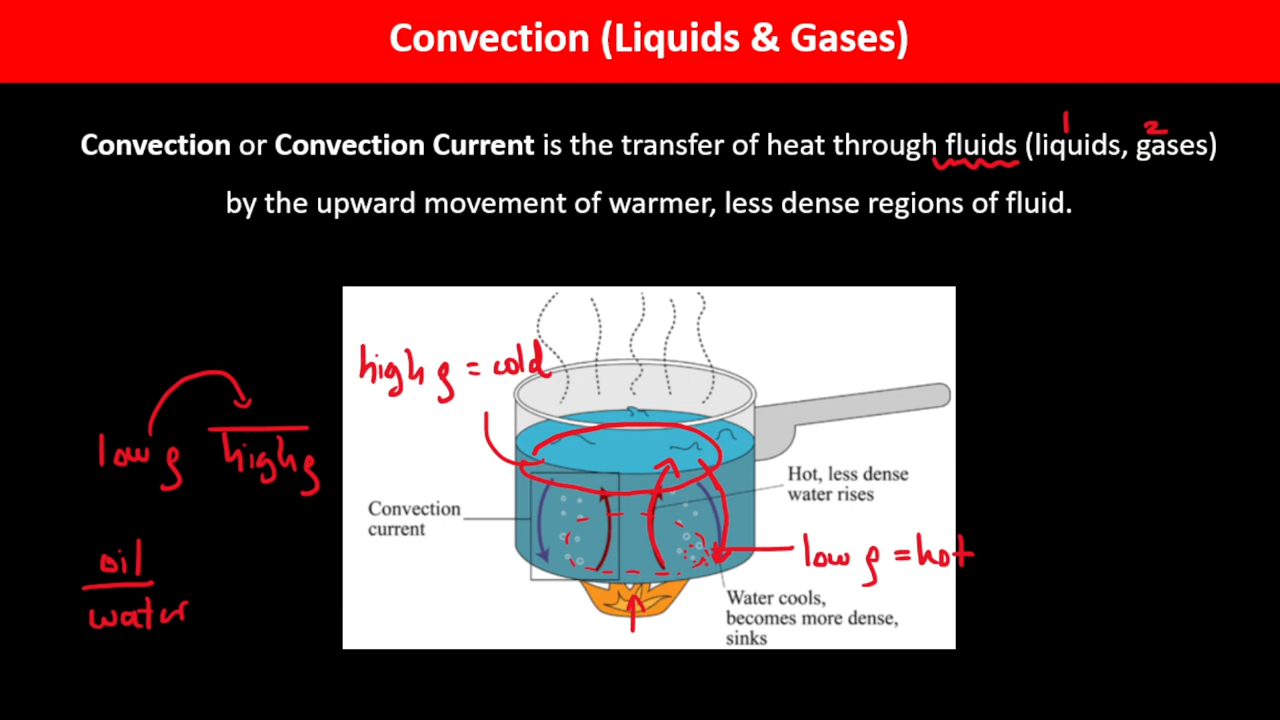 Convection (Liquids & Gases)
1 2
Convection or Convection Current is the transfer of heat through fluids (liquids, gases)
by the upward movement of warmer, less dense regions of fluid.
high ρ = cold
low ρ high ρ
Hot, less dense
water rises
Convection
current
low ρ = hot
oil
water
Water cools,
becomes more dense,
sinks